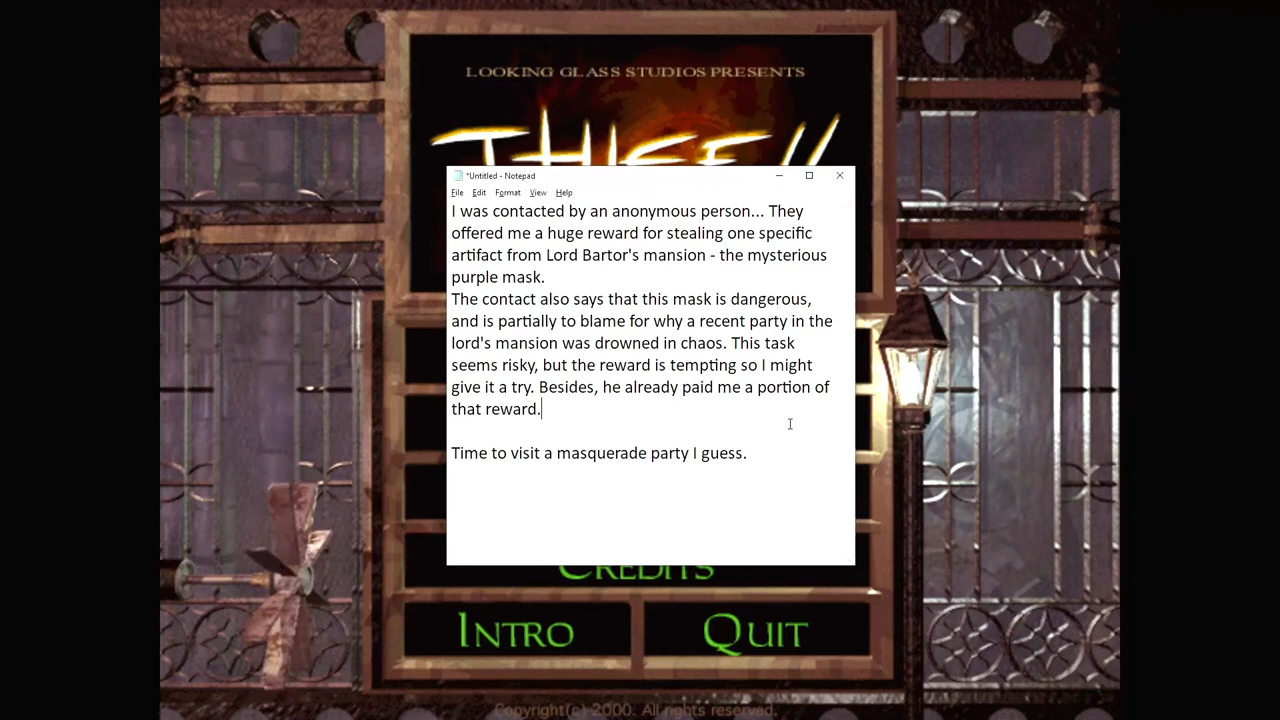 LOOKING GLASS STUDIOS PRESENTS
THIEF II
*Untitled - Notepad
File Edit Format View Help
I was contacted by an anonymous person... They
offered me a huge reward for stealing one specific
artifact from Lord Bartor's mansion - the mysterious
purple mask.
The contact also says that this mask is dangerous,
and is partially to blame for why a recent party in the
lord's mansion was drowned in chaos. This task
seems risky, but the reward is tempting so I might
give it a try. Besides, he already paid me a portion of
that reward.
Time to visit a masquerade party I guess.
CREDITS
INTRO QUIT
Copyright(c) 2000. All rights reserved.